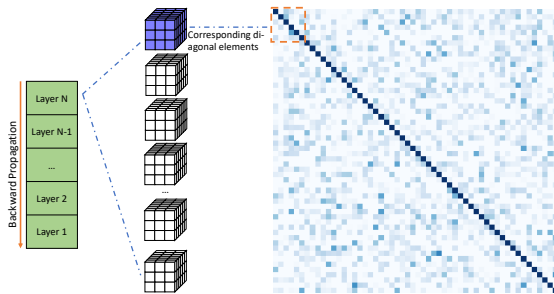 Backward Propagation
Layer N
Layer N-1
...
Layer 2
Layer 1
...
Corresponding di-
agonal elements